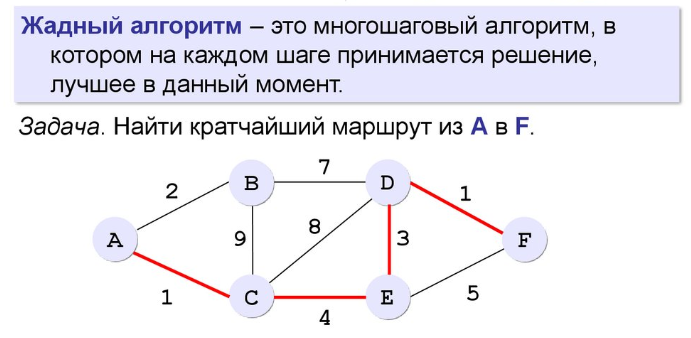 Жадный алгоритм – это многошаговый алгоритм, в
котором на каждом шаге принимается решение,
лучшее в данный момент.
Задача. Найти кратчайший маршрут из A в F.
B 7 D
2 1
A 9 8 3 F
1 C 4 E 5